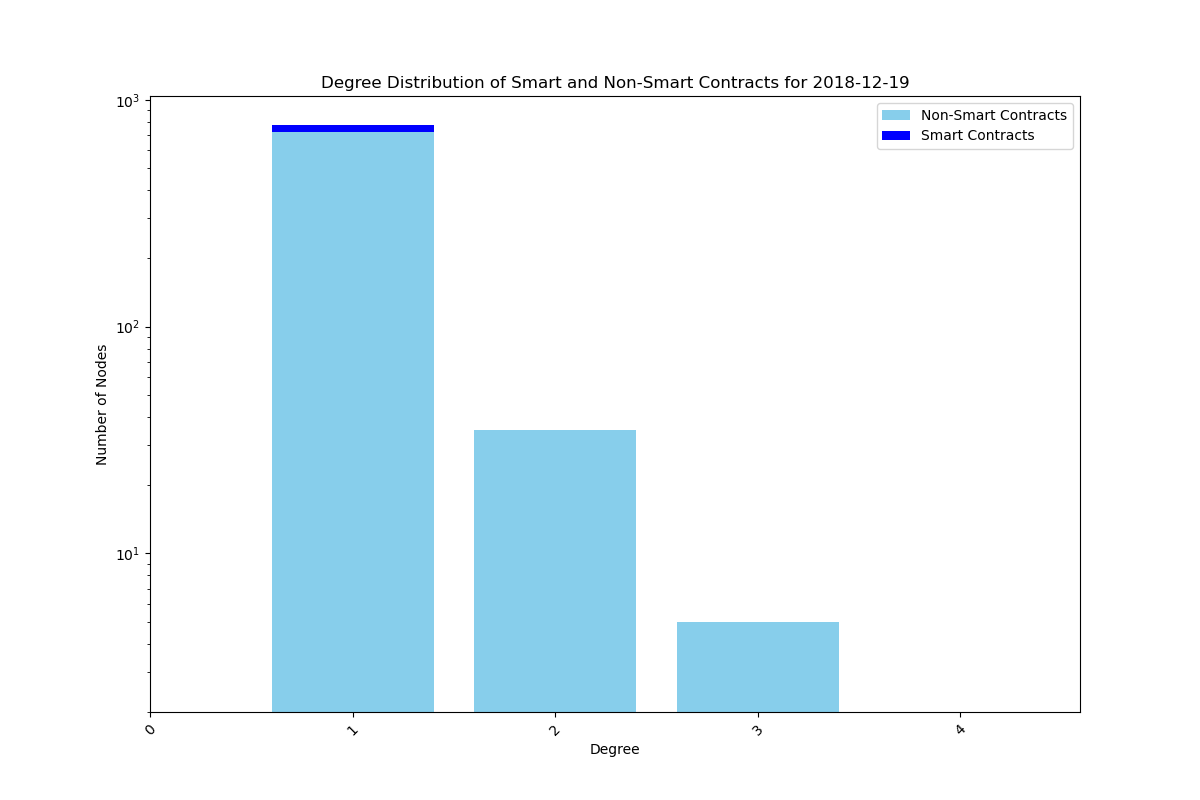 Degree Distribution of Smart and Non-Smart Contracts for 2018-12-19
Non-Smart Contracts
Smart Contracts
Number of Nodes
10³
10²
10¹
0
1
2
3
4
Degree